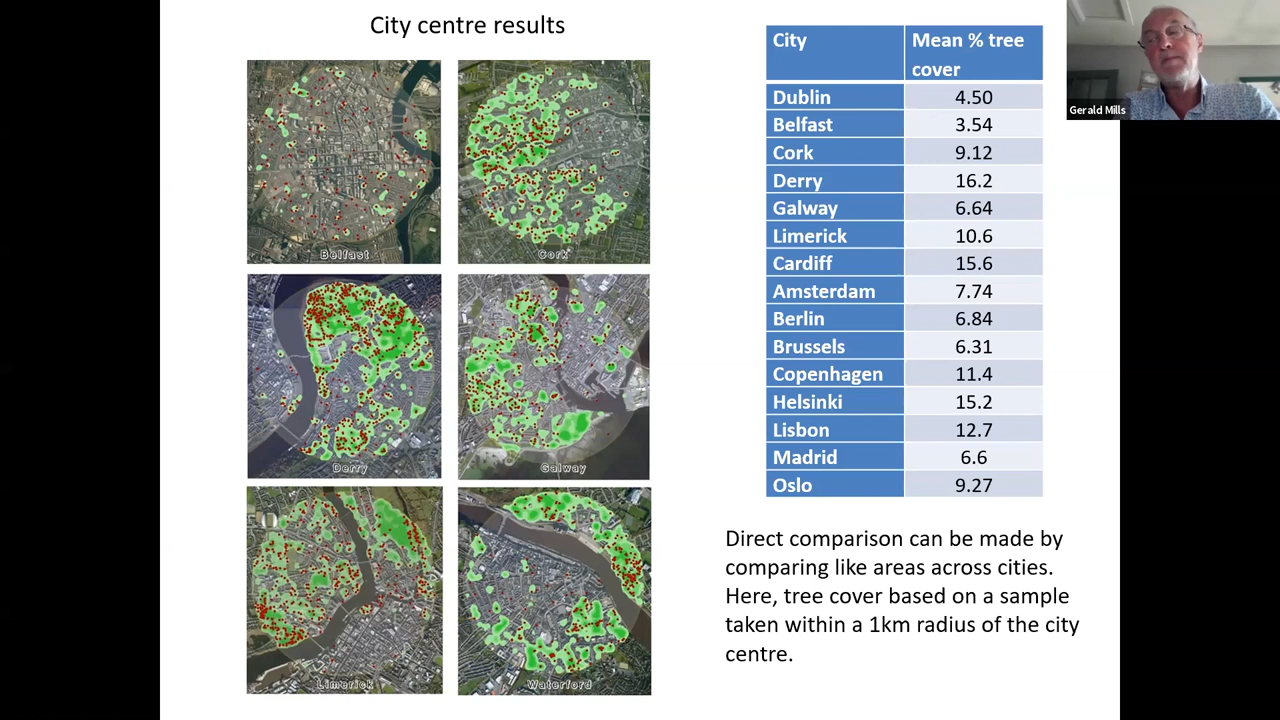 City centre results
Belfast
Cork
Derry
Galway
Limerick
Waterford
City Mean % tree cover
Dublin 4.50
Belfast 3.54
Cork 9.12
Derry 16.2
Galway 6.64
Limerick 10.6
Cardiff 15.6
Amsterdam 7.74
Berlin 6.84
Brussels 6.31
Copenhagen 11.4
Helsinki 15.2
Lisbon 12.7
Madrid 6.6
Oslo 9.27
Direct comparison can be made by
comparing like areas across cities.
Here, tree cover based on a sample
taken within a 1km radius of the city
centre.
Gerald Mills